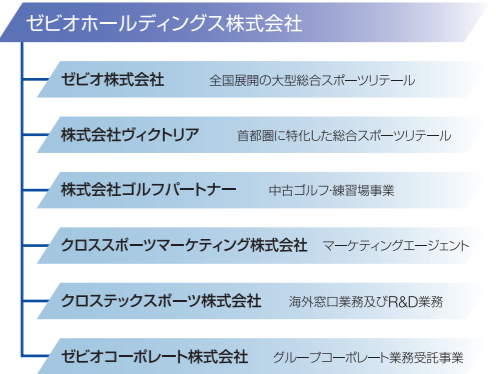 ゼビオホールディングス株式会社
ゼビオ株式会社 全国展開の大型総合スポーツリテール
株式会社ヴィクトリア 首都圏に特化した総合スポーツリテール
株式会社ゴルフパートナー 中古ゴルフ・練習場事業
クロススポーツマーケティング株式会社 マーケティングエージェント
クロステックスポーツ株式会社 海外窓口業務及びR&D業務
ゼビオコーポレート株式会社 グループコーポレート業務受託事業